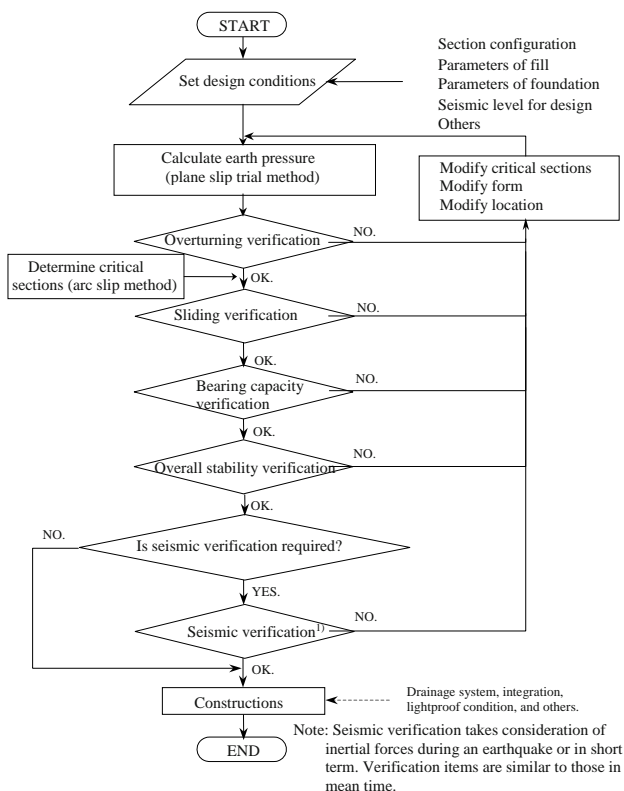 START
Set design conditions
Section configuration
Parameters of fill
Parameters of foundation
Seismic level for design
Others
Calculate earth pressure
(plane slip trial method)
Modify critical sections
Modify form
Modify location
Overturning verification
NO.
Determine critical
sections (arc slip method)
OK.
Sliding verification
NO.
OK.
Bearing capacity
verification
NO.
OK.
Overall stability verification
NO.
OK.
NO.
Is seismic verification required?
YES.
Seismic verification1)
NO.
OK.
Constructions
Drainage system, integration,
lightproof condition, and others.
END
Note: Seismic verification takes consideration of
inertial forces during an earthquake or in short
term. Verification items are similar to those in
mean time.